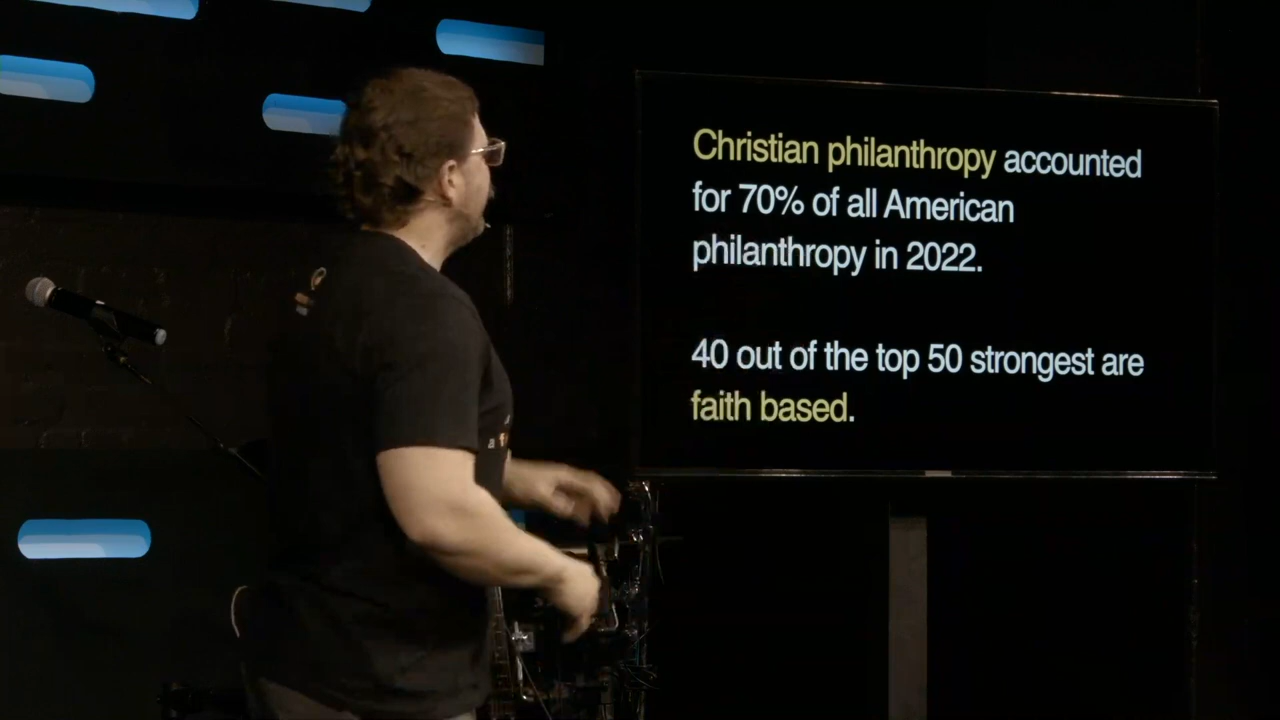 Christian philanthropy accounted
for 70% of all American
philanthropy in 2022.
40 out of the top 50 strongest are
faith based.